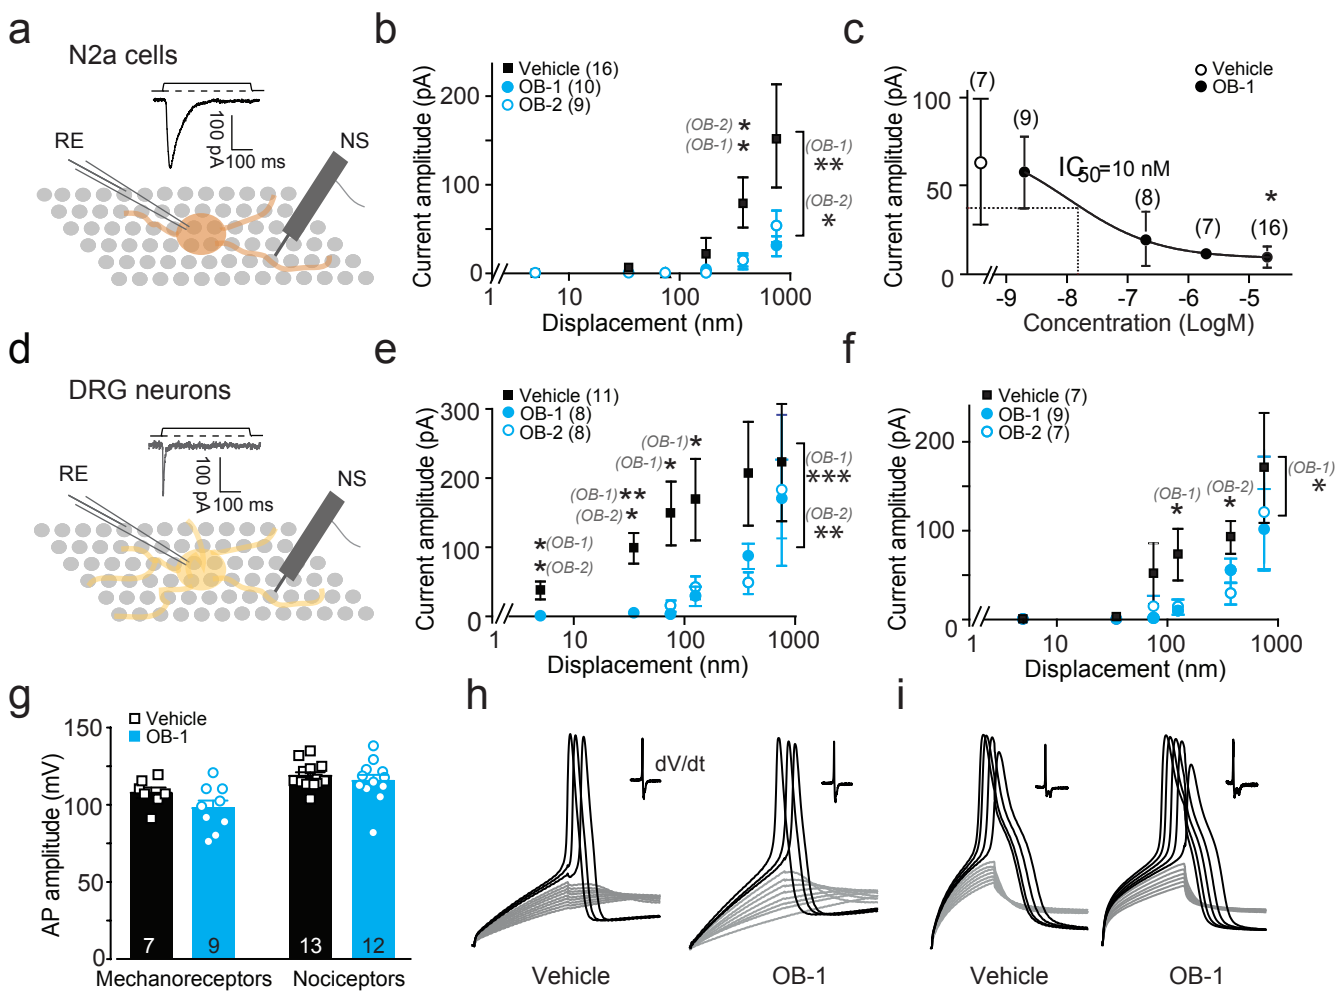 a
N2a cells
RE
NS
100 pA
100 ms
b
Current amplitude (pA)
Vehicle (16)
OB-1 (10)
OB-2 (9)
200
100
0
(OB-2) *
(OB-1) *
(OB-1)
**
(OB-2)
*
1 10 100 1000
Displacement (nm)
c
Current amplitude (pA)
Vehicle
OB-1
100
50
0
(7)
(9)
IC50=10 nM
(8)
(7)
*
(16)
-9 -8 -7 -6 -5
Concentration (LogM)
d
DRG neurons
RE
NS
100 pA
100 ms
e
Current amplitude (pA)
Vehicle (11)
OB-1 (8)
OB-2 (8)
300
200
100
0
*(OB-1)
*(OB-2)
(OB-1) **
(OB-2) *
(OB-1) *
(OB-1) *
(OB-1)
***
(OB-2)
**
1 10 100 1000
Displacement (nm)
f
Current amplitude (pA)
Vehicle (7)
OB-1 (9)
OB-2 (7)
200
100
0
(OB-1)
*
(OB-2)
*
(OB-1)
*
1 10 100 1000
Displacement (nm)
g
AP amplitude (mV)
Vehicle
OB-1
150
100
50
0
7 9 13 12
Mechanoreceptors Nociceptors
h
dV/dt
Vehicle OB-1
i
Vehicle OB-1